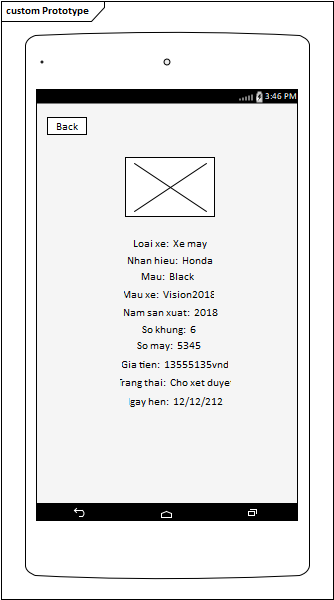 custom Prototype
3:46 PM
Back
Loai xe: Xe may
Nhan hieu: Honda
Mau: Black
Mau xe: Vision2018
Nam san xuat: 2018
So khung: 6
So may: 5345
Gia tien: 13555135vnd
Trang thai: Cho xet duyet
gay hen: 12/12/212